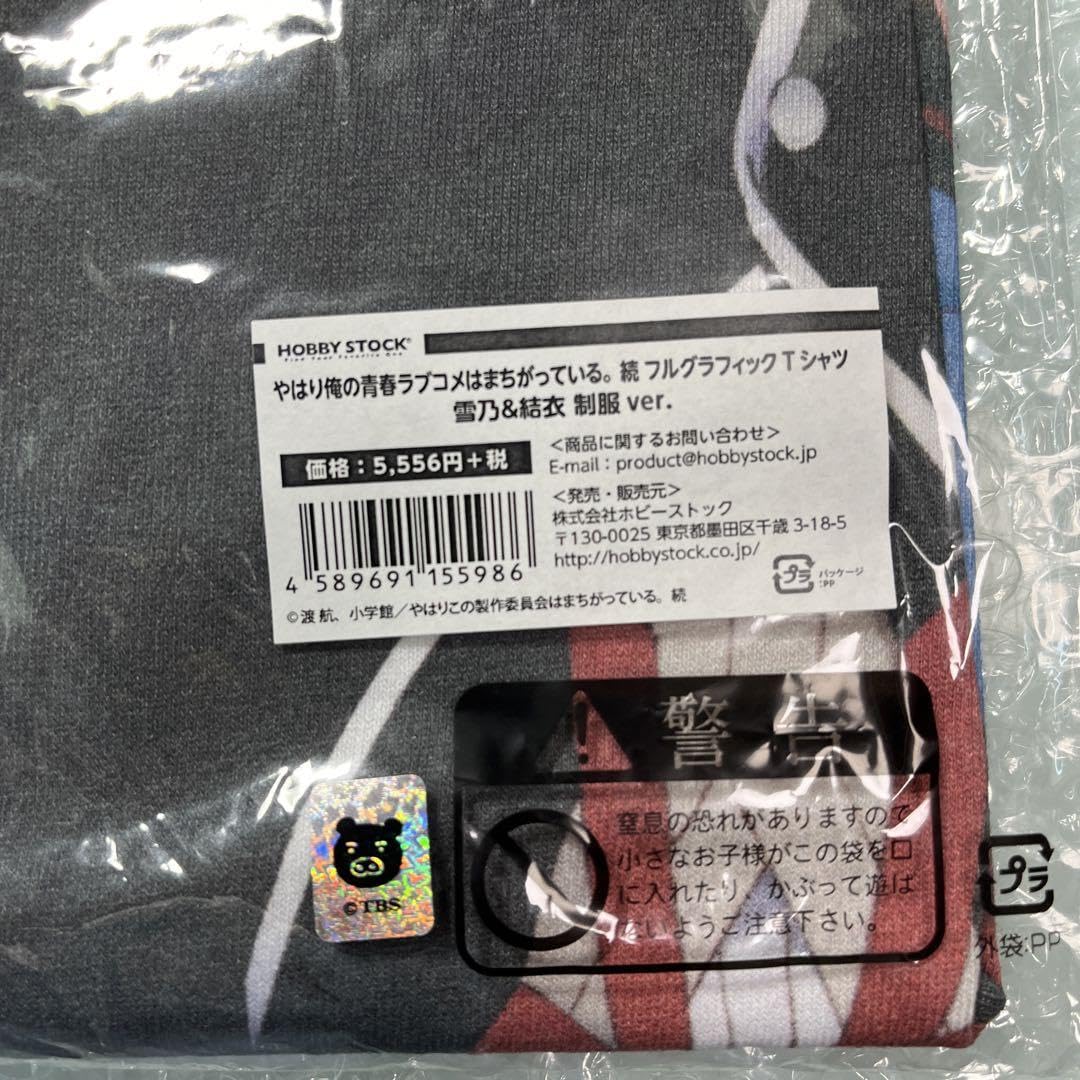 HOBBY STOCK®
Find Your Favorite One
やはり俺の青春ラブコメはまちがっている。続 フルグラフィックTシャツ
雪乃&結衣 制服 ver.
価格：5,556円+税
4 589691 155986
<商品に関するお問い合わせ>
E-mail：product@hobbystock.jp
<発売・販売元>
株式会社ホビーストック
〒130-0025 東京都墨田区千歳 3-18-5
http://hobbystock.co.jp/
プラ
パッケージ
:PP
©渡 航、小学館／やはりこの製作委員会はまちがっている。続
! 警告
窒息の恐れがありますので
小さなお子様がこの袋を口
に入れたり、かぶって遊ば
ないようご注意下さい。
©TBS
プラ
外袋:PP